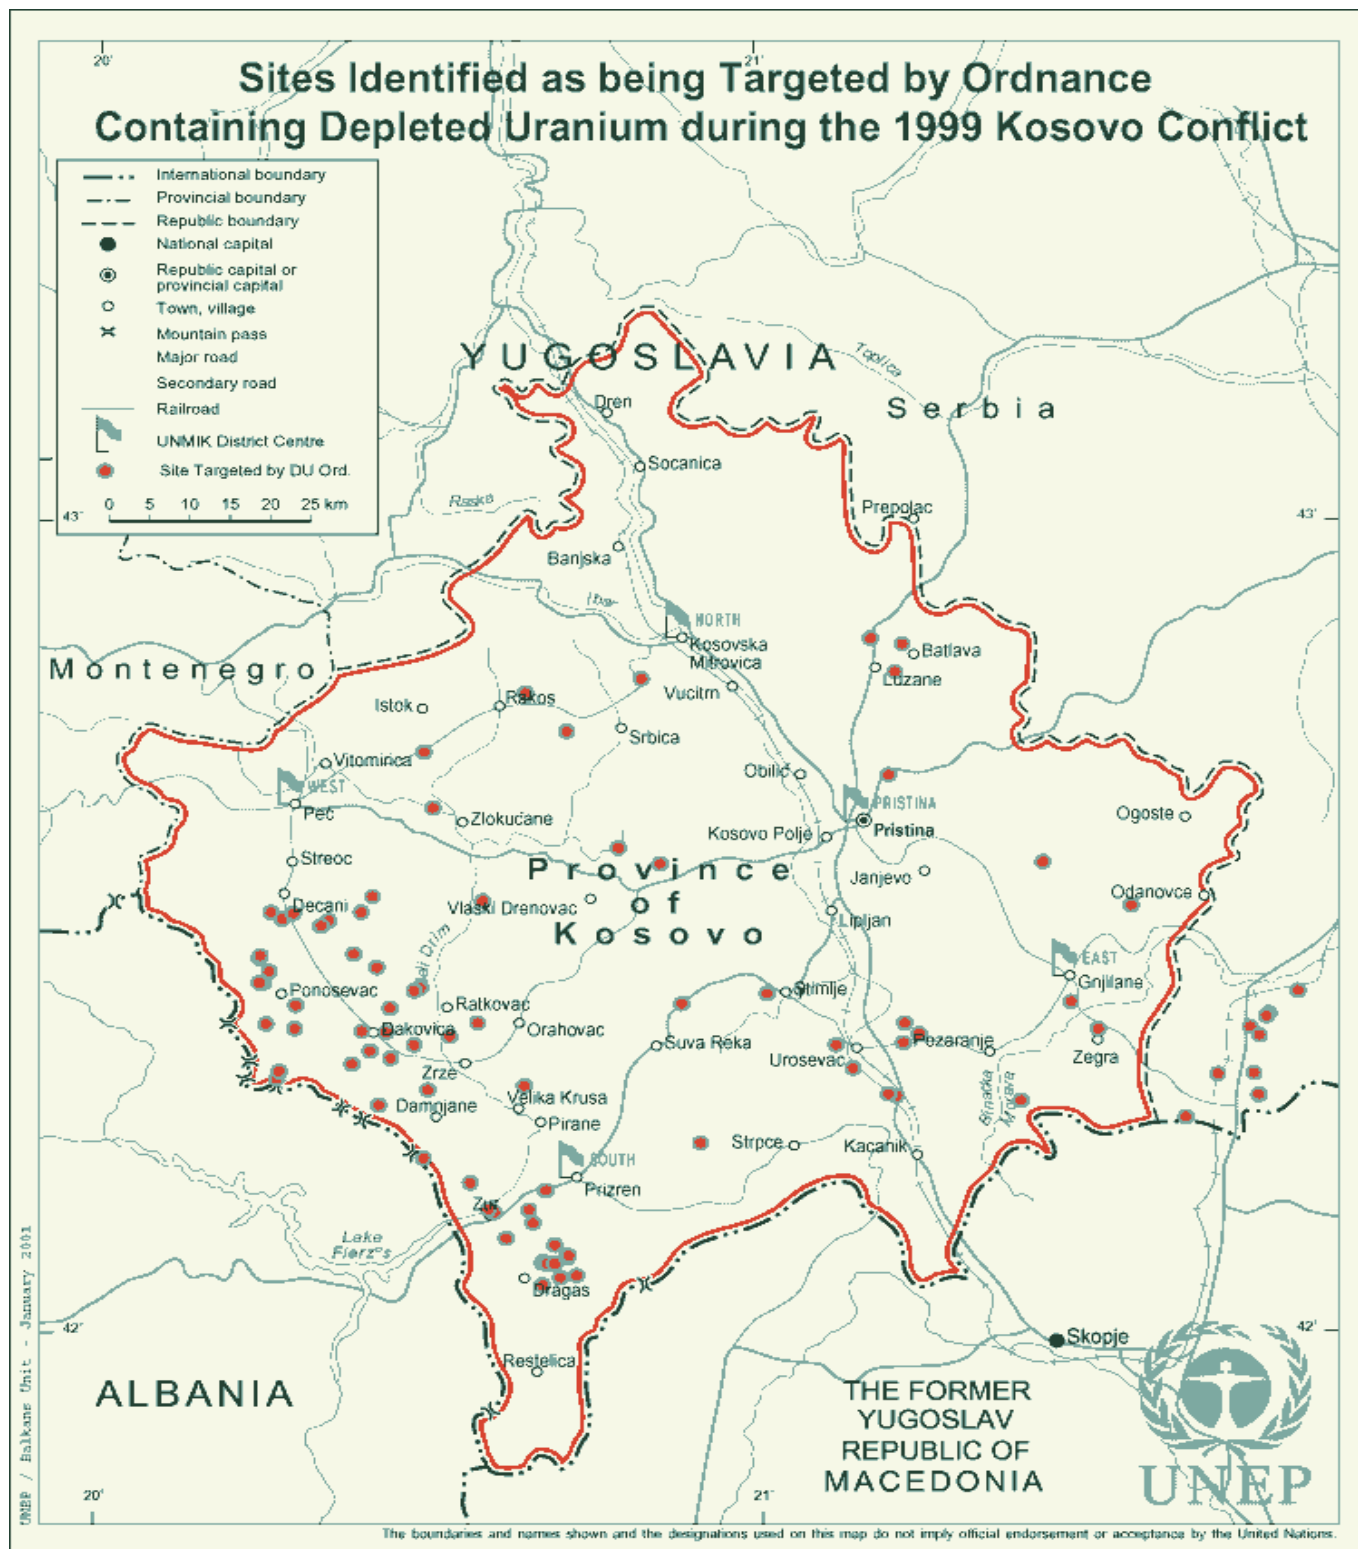 20'
21'
Sites Identified as being Targeted by Ordnance
Containing Depleted Uranium during the 1999 Kosovo Conflict
International boundary
Provincial boundary
Republic boundary
National capital
Republic capital or
provincial capital
Town, village
Mountain pass
Major road
Secondary road
Railroad
UNMIK District Centre
Site Targeted by DU Ord.
0 5 10 15 20 25 km
YUGOSLAVIA
Toplica
Serbia
Dren
Socanica
Raska
43'
Prepolac
43'
Banjska
Ibar
NORTH
Kosovska
Mitrovica
Batlava
Luzane
Montenegro
Istok
Rakos
Vucitrn
Srbica
Vitomirica
Obilic
WEST
Pec
PRISTINA
Pristina
Ogoste
Zlokucane
Kosovo Polje
Streoc
Province
of
Kosovo
Janjevo
Decani
Vlaski Drenovac
Odanovce
Lipljan
Drim
EAST
Gnjilane
Ponosevac
Stimlje
Ratkovac
Dakovica
Orahovac
Suva Reka
Pozaranje
Urosevac
Zegra
Zrze
Binacka
Morava
Velika Krusa
Damnjane
Pirane
Strpce
Kacanik
SOUTH
Prizren
Zur
Lake
Dragas
42'
42'
Skopje
Restelica
ALBANIA
THE FORMER
YUGOSLAV
REPUBLIC OF
MACEDONIA
UNEP
20'
21'
UNEP / Balkans Unit - January 2001
The boundaries and names shown and the designations used on this map do not imply official endorsement or acceptance by the United Nations.